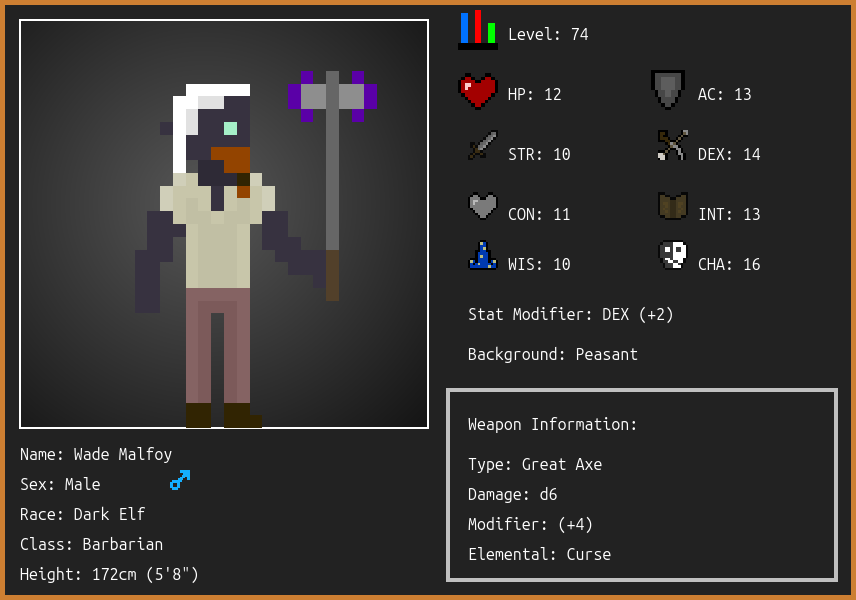 Level: 74
HP: 12
AC: 13
STR: 10
DEX: 14
CON: 11
INT: 13
WIS: 10
CHA: 16
Stat Modifier: DEX (+2)
Background: Peasant
Weapon Information:
Type: Great Axe
Damage: d6
Modifier: (+4)
Elemental: Curse
Name: Wade Malfoy
Sex: Male
Race: Dark Elf
Class: Barbarian
Height: 172cm (5'8")